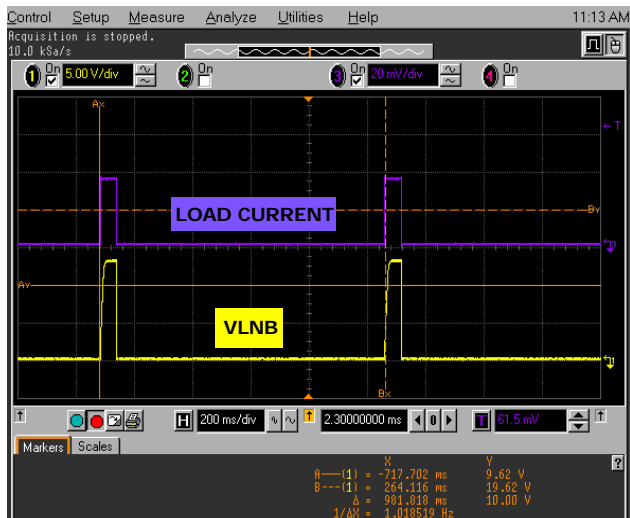 Control Setup Measure Analyze Utilities Help 11:13 AM
Acquisition is stopped.
10.0 kSa/s
1 On 5.00 V/div 2 On 3 On 20 mV/div 4 On
Ax
T
LOAD CURRENT
By
3
Ay
VLNB
1
Bx
H 200 ms/div 2.30000000 ms 0 T 61.5 mV
Markers Scales
X Y
?
A---(1) = -717.702 ms 9.62 V
B---(1) = 264.116 ms 19.62 V
Δ = 981.818 ms 10.00 V
1/ΔX = 1.018519 Hz